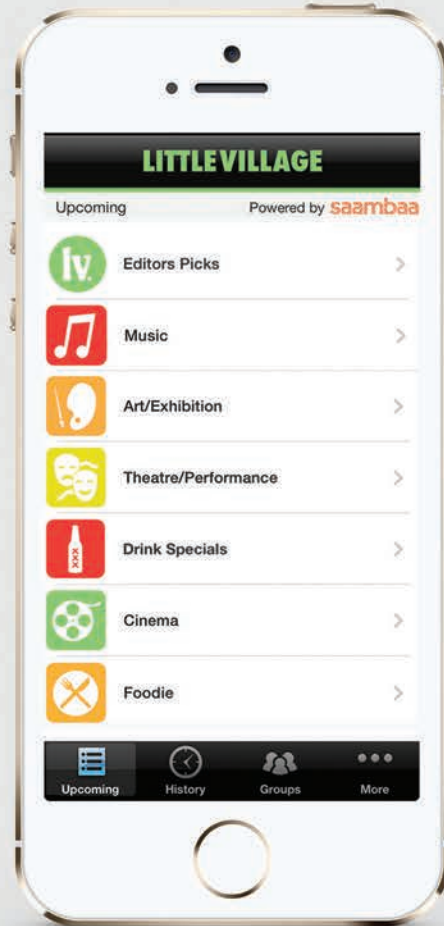 LITTLE VILLAGE
Upcoming Powered by saambaa
lv. Editors Picks
Music
Art/Exhibition
Theatre/Performance
XXX Drink Specials
Cinema
Foodie
Upcoming History Groups More